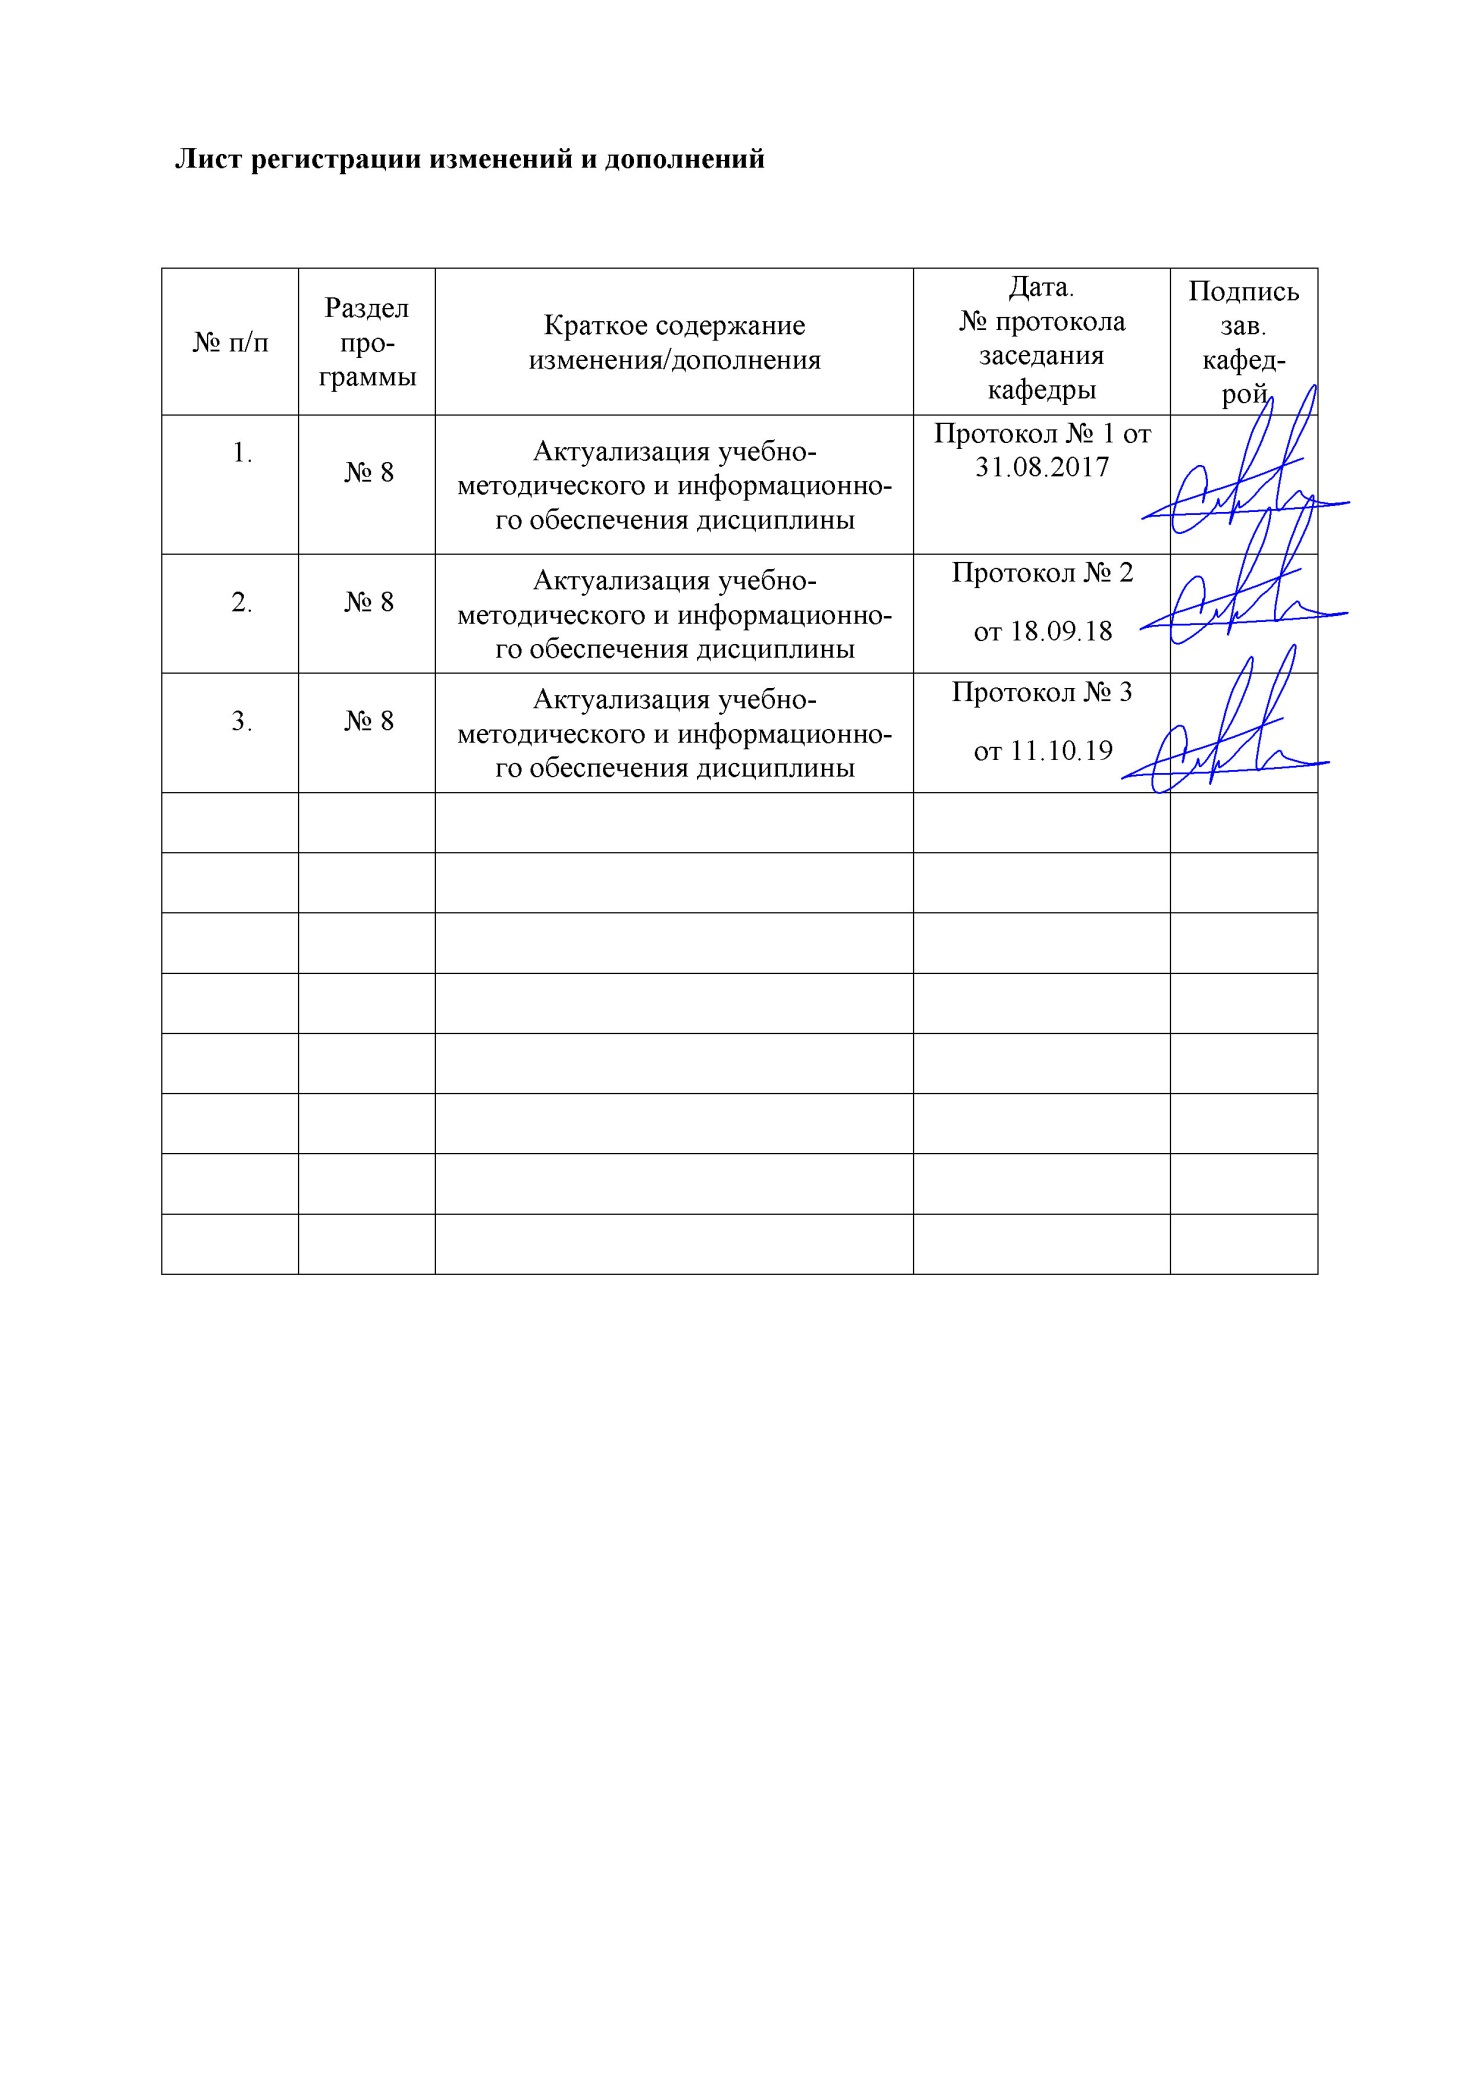 Лист регистрации изменений и дополнений
№ п/п
Раздел
про-
граммы
Краткое содержание
изменения/дополнения
Дата.
№ протокола
заседания
кафедры
Подпись
зав.
кафед-
рой
1.
№ 8
Актуализация учебно-
методического и информационно-
го обеспечения дисциплины
Протокол № 1 от
31.08.2017
2.
№ 8
Актуализация учебно-
методического и информационно-
го обеспечения дисциплины
Протокол № 2
от 18.09.18
3.
№ 8
Актуализация учебно-
методического и информационно-
го обеспечения дисциплины
Протокол № 3
от 11.10.19